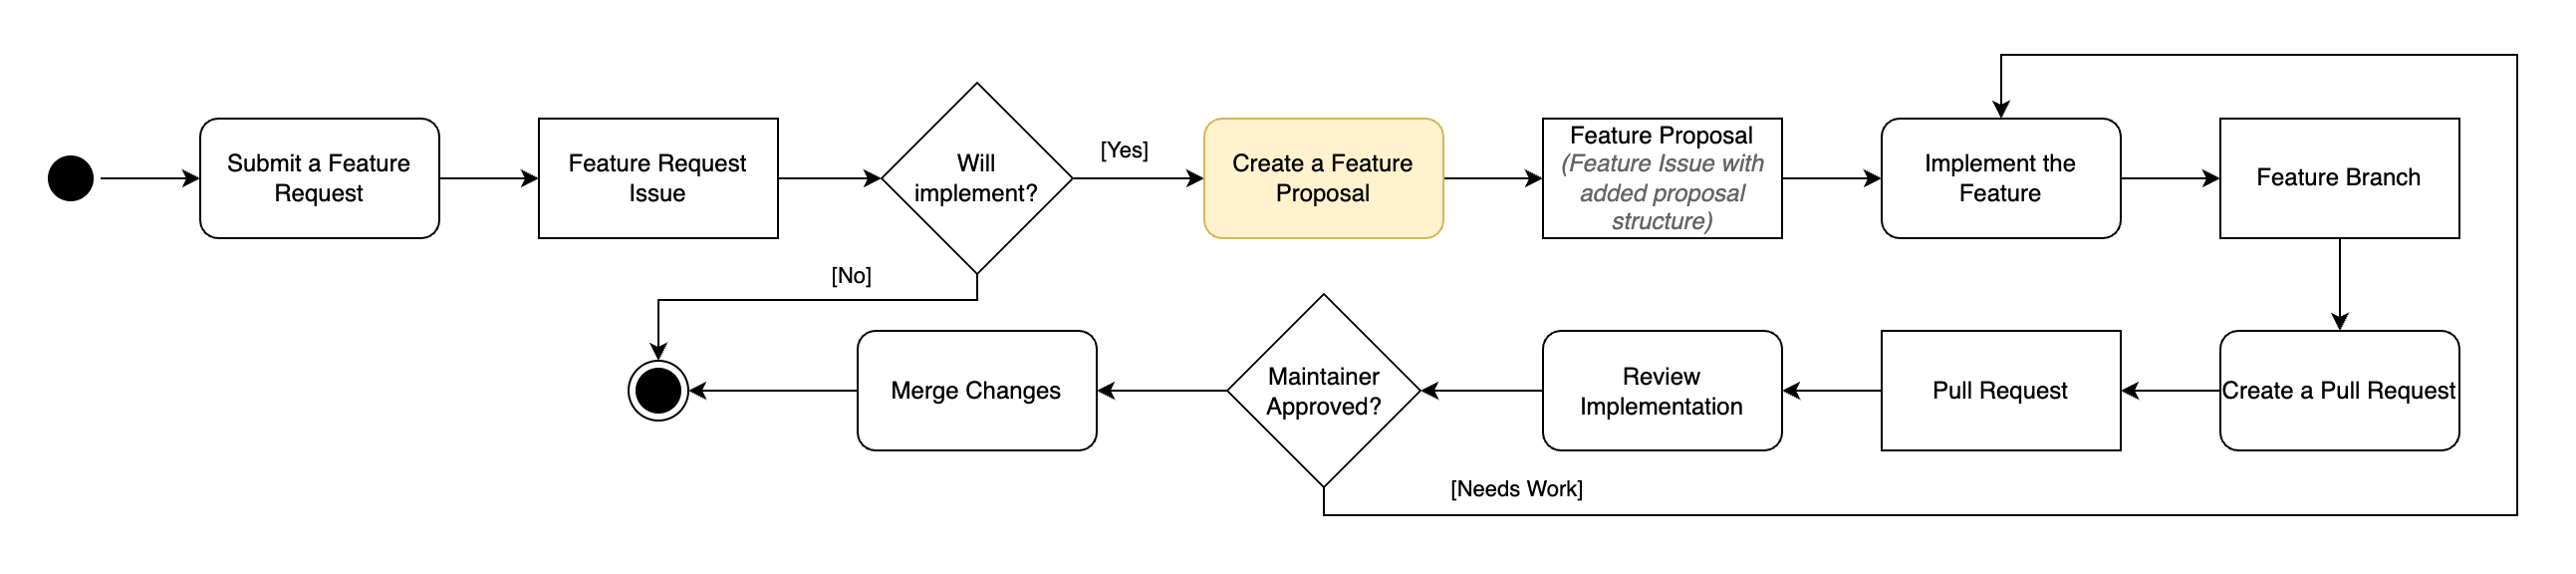 Submit a Feature
Request
Feature Request
Issue
Will
implement?
[Yes]
Create a Feature
Proposal
Feature Proposal
(Feature Issue with
added proposal
structure)
Implement the
Feature
Feature Branch
[No]
Merge Changes
Maintainer
Approved?
Review
Implementation
Pull Request
Create a Pull Request
[Needs Work]